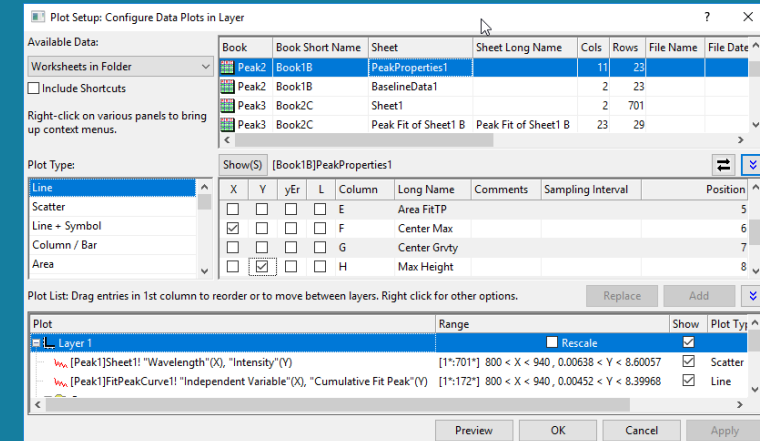 Plot Setup: Configure Data Plots in Layer
Available Data:
Worksheets in Folder
Include Shortcuts
Right-click on various panels to bring
up context menus.
Book Book Short Name Sheet Sheet Long Name Cols Rows File Name File Date
Peak2 Book1B PeakProperties1 11 23
Peak2 Book1B BaselineData1 2 23
Peak3 Book2C Sheet1 2 701
Peak3 Book2C Peak Fit of Sheet1 B Peak Fit of Sheet1 B 23 29
Plot Type:
Show(S) [Book1B]PeakProperties1
Line
Scatter
Line + Symbol
Column / Bar
Area
X Y yEr L Column Long Name Comments Sampling Interval Position
E Area FitTP 5
F Center Max 6
G Center Grvty 7
H Max Height 8
Plot List: Drag entries in 1st column to reorder or to move between layers. Right click for other options.
Replace Add
Plot Range Show Plot Ty
Layer 1 Rescale
[Peak1]Sheet1! "Wavelength"(X), "Intensity"(Y) [1*:701*] 800 < X < 940 , 0.00638 < Y < 8.60057 Scatter
[Peak1]FitPeakCurve1! "Independent Variable"(X), "Cumulative Fit Peak"(Y) [1*:172*] 800 < X < 940 , 0.00452 < Y < 8.39968 Line
Preview OK Cancel Apply